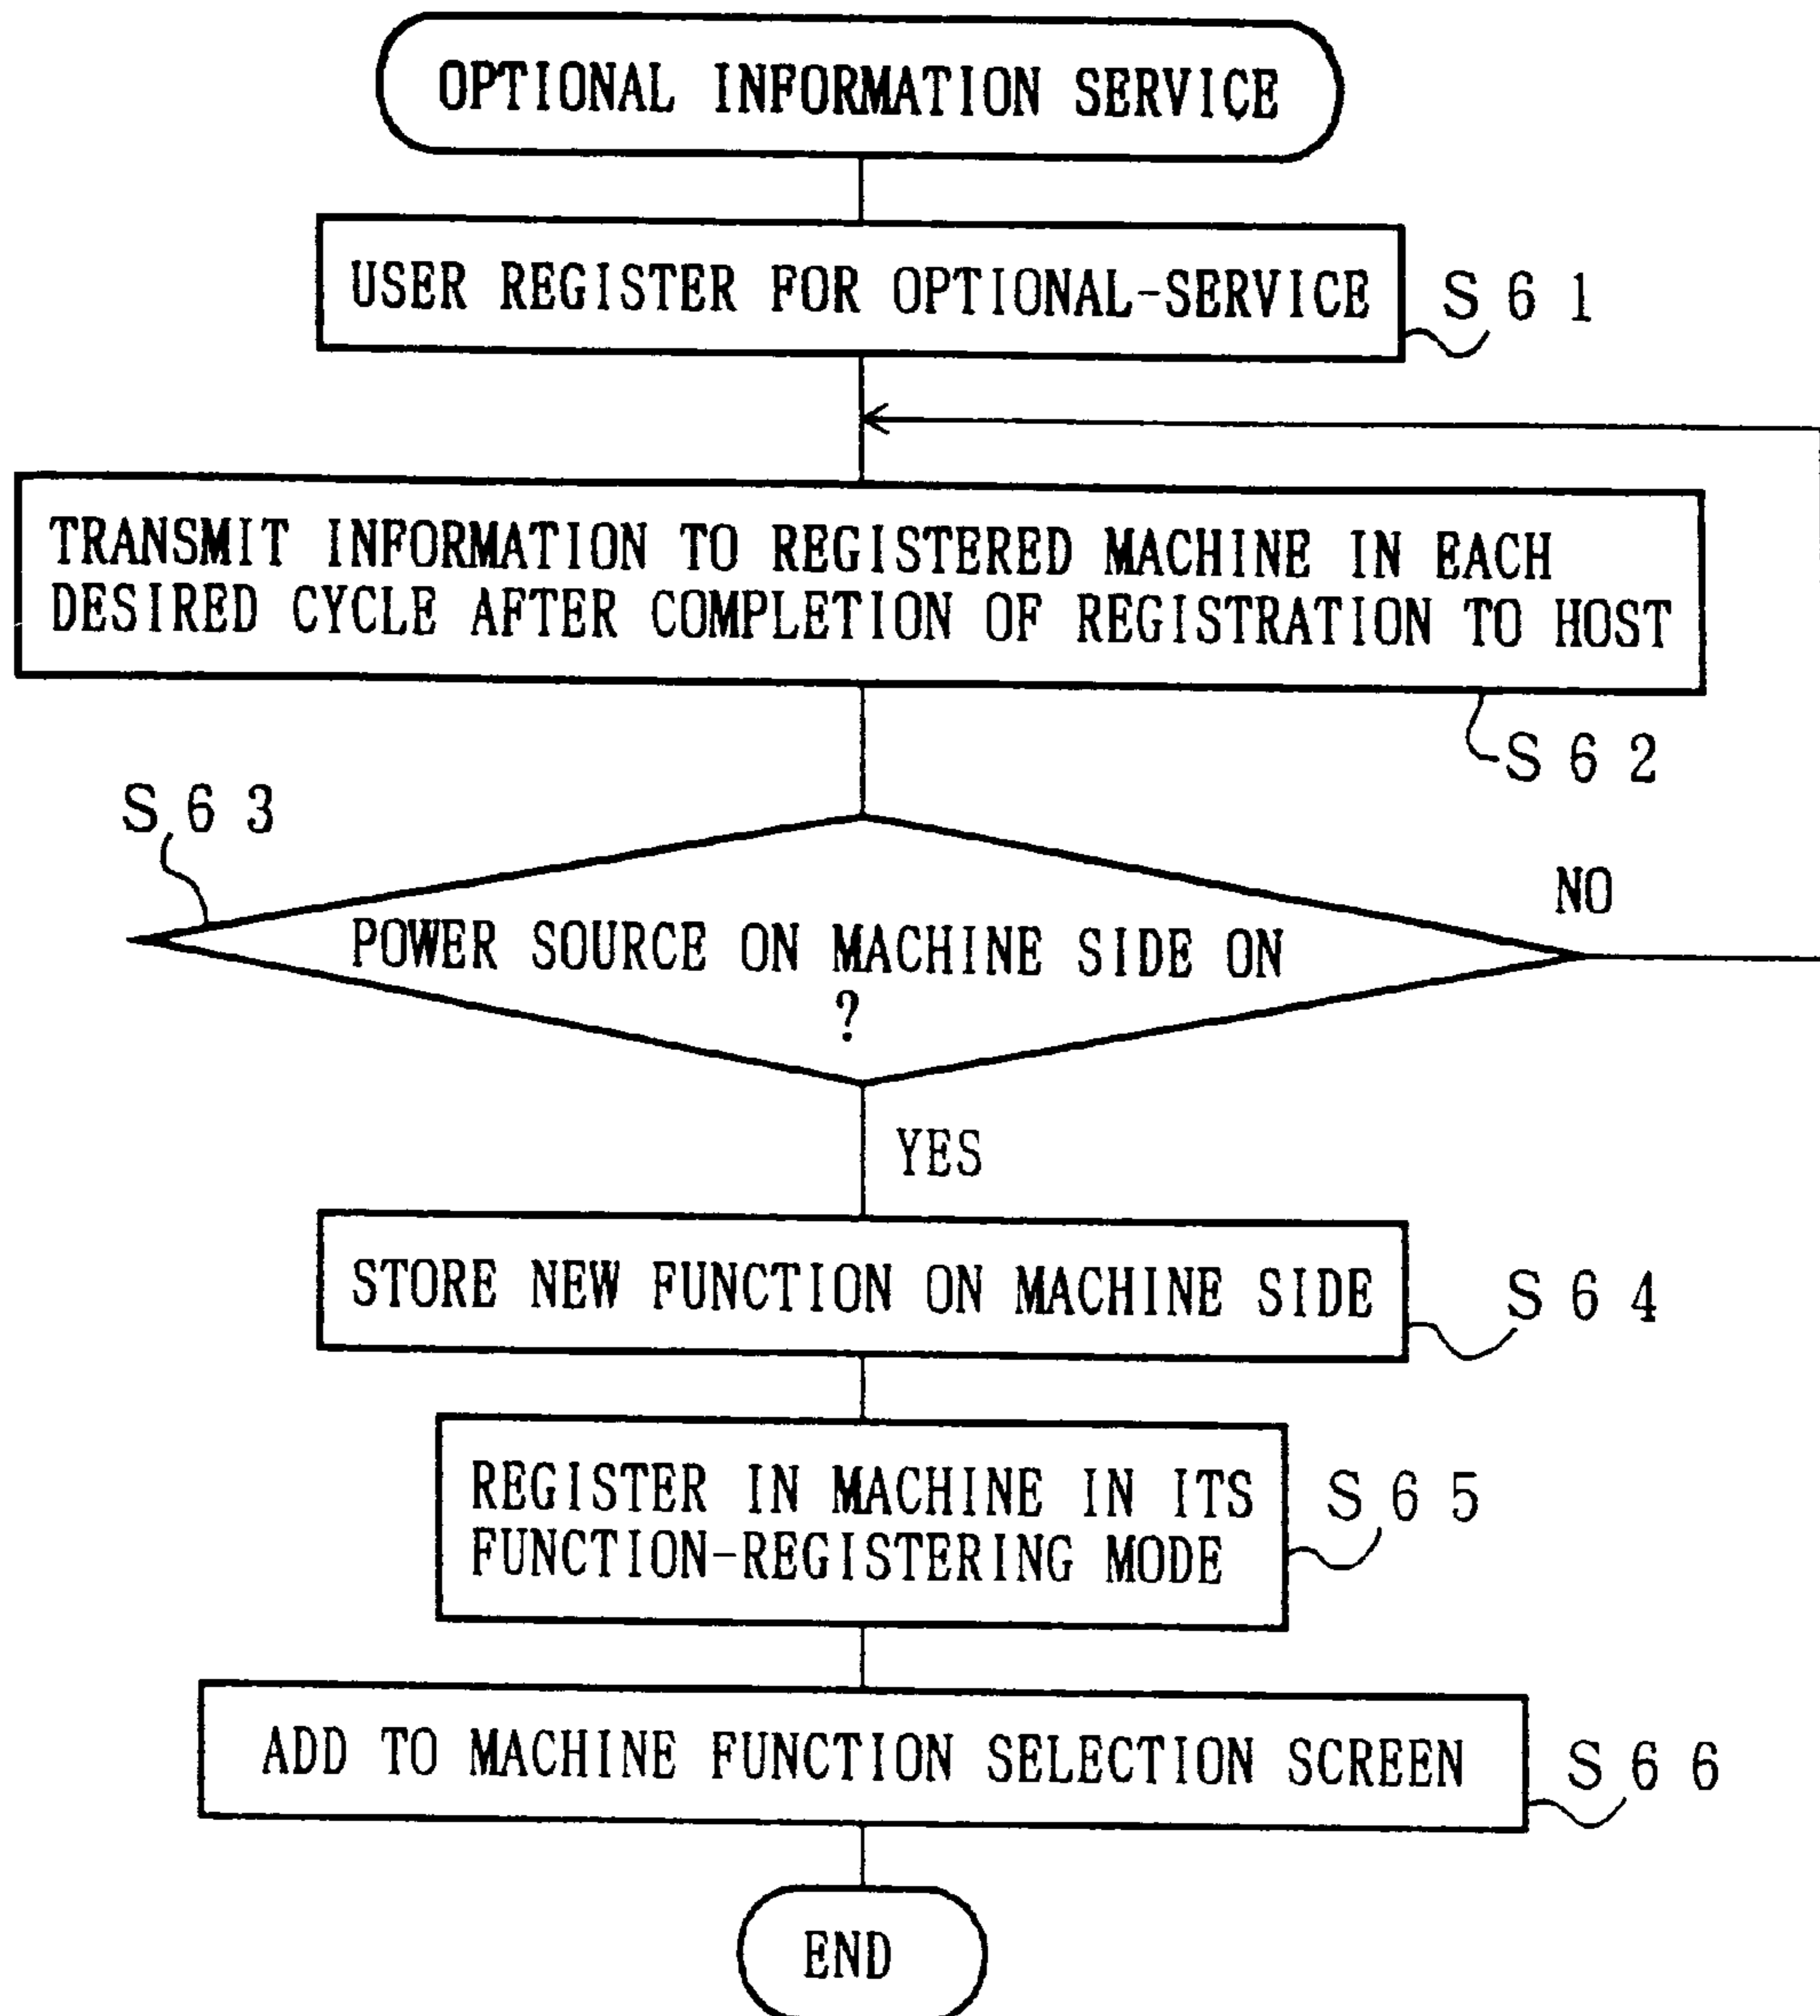 OPTIONAL INFORMATION SERVICE
USER REGISTER FOR OPTIONAL-SERVICE
S61
TRANSMIT INFORMATION TO REGISTERED MACHINE IN EACH
DESIRED CYCLE AFTER COMPLETION OF REGISTRATION TO HOST
S62
S63
NO
POWER SOURCE ON MACHINE SIDE ON
?
YES
STORE NEW FUNCTION ON MACHINE SIDE
S64
REGISTER IN MACHINE IN ITS
FUNCTION-REGISTERING MODE
S65
ADD TO MACHINE FUNCTION SELECTION SCREEN
S66
END